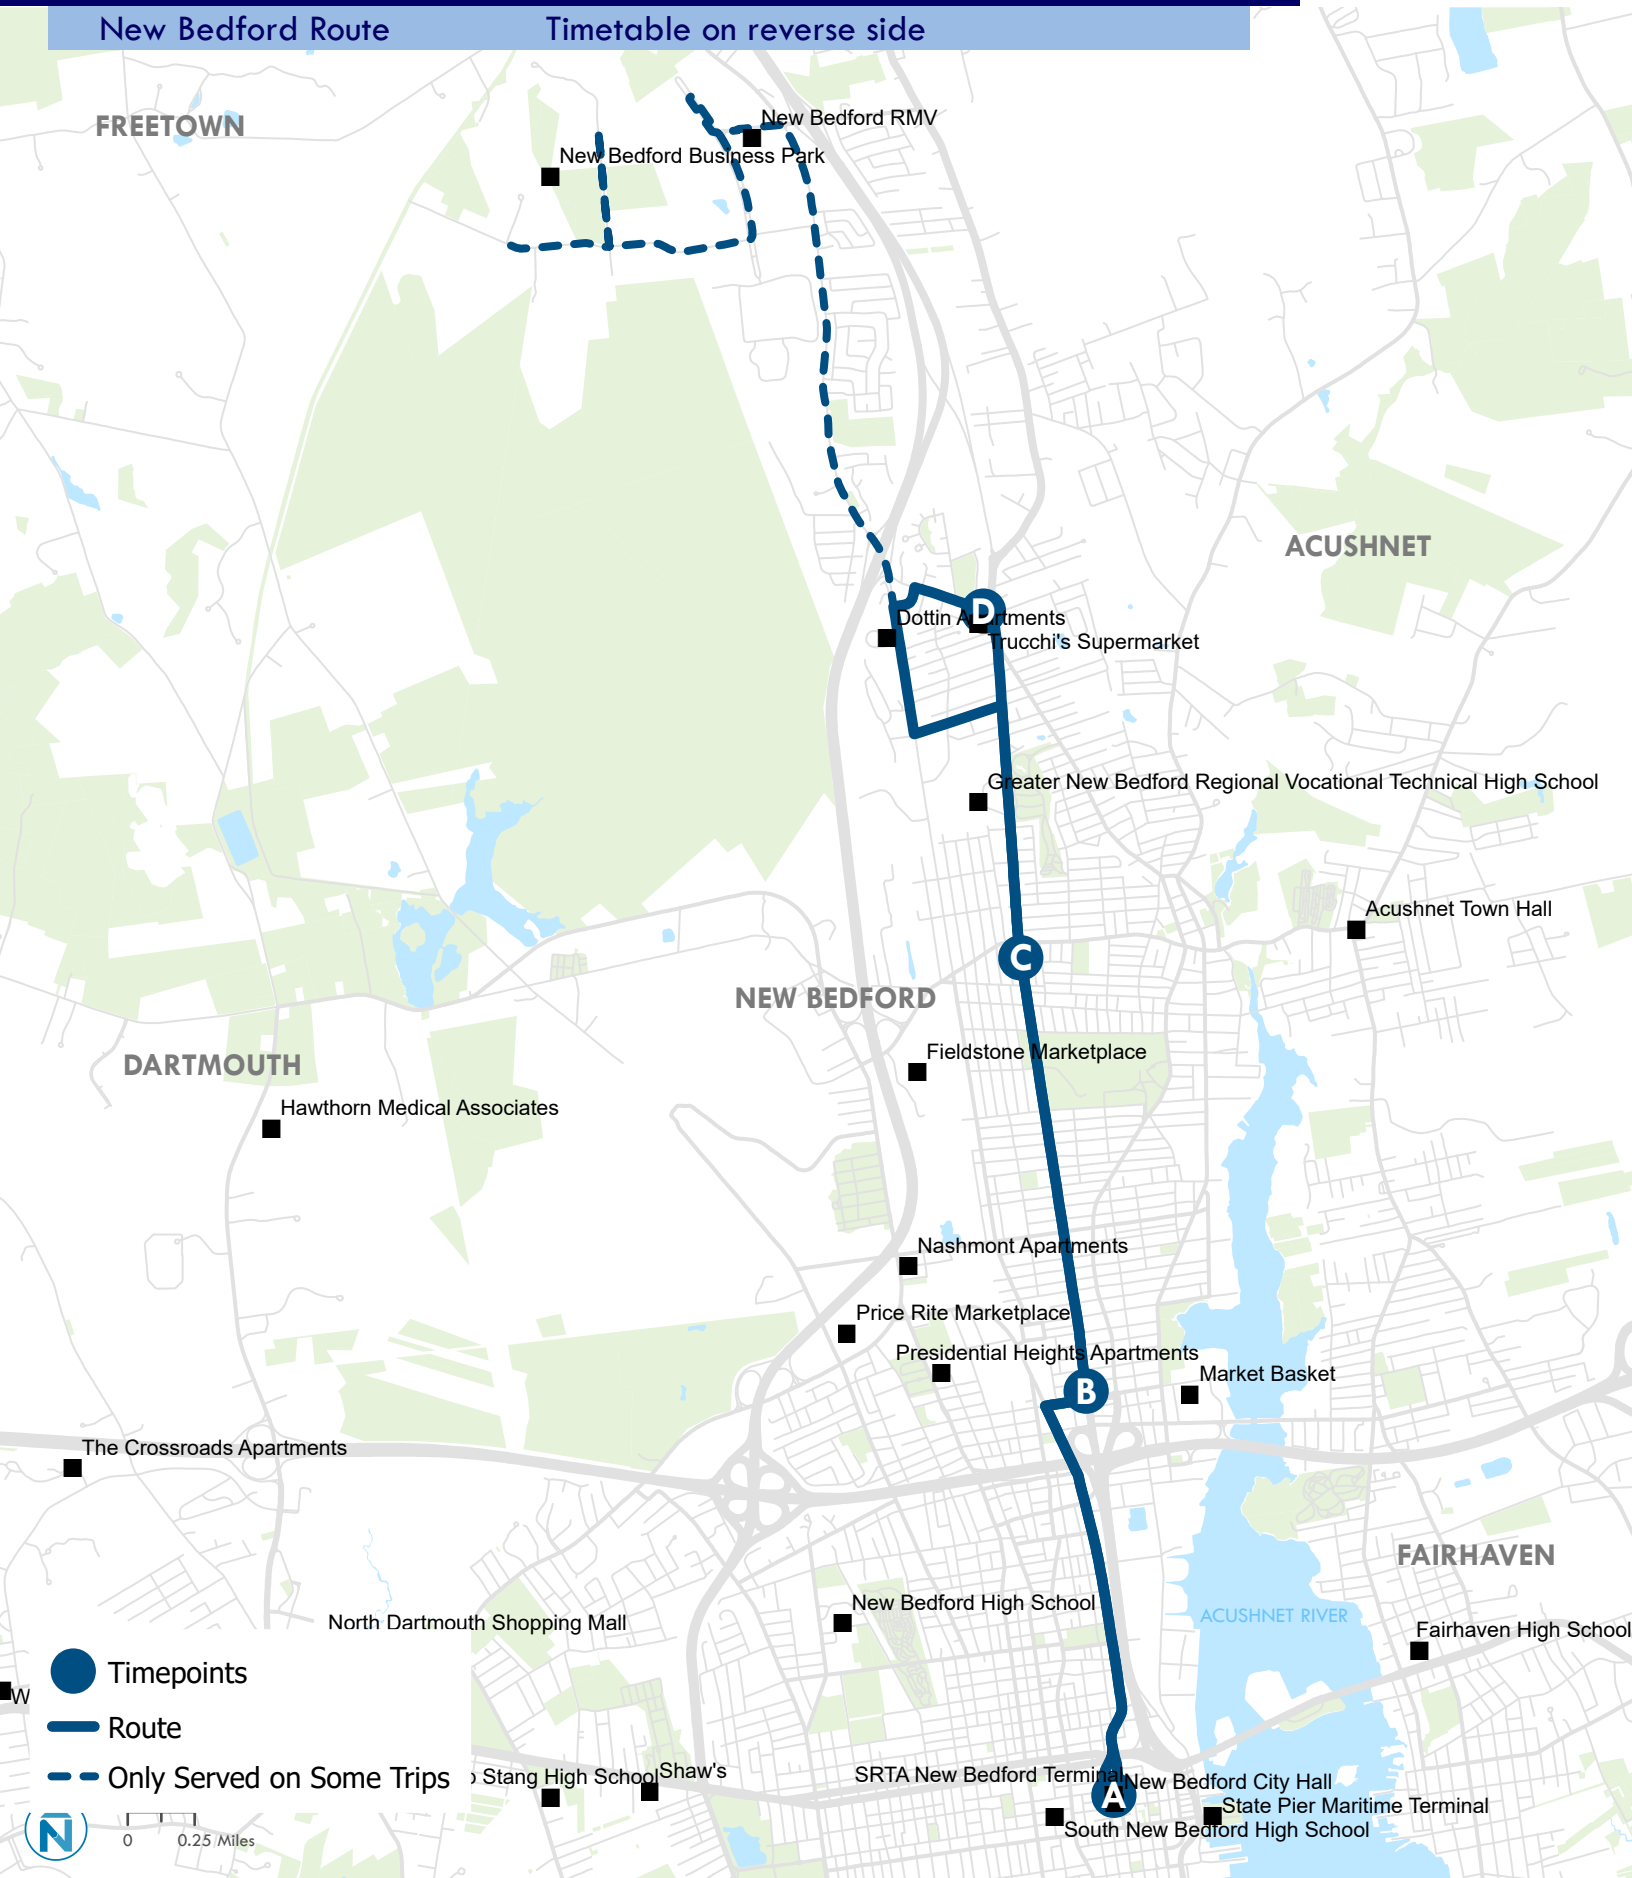 New Bedford Route Timetable on reverse side
FREETOWN
New Bedford RMV
New Bedford Business Park
ACUSHNET
D
Dottin Apartments
Trucchi's Supermarket
Greater New Bedford Regional Vocational Technical High School
Acushnet Town Hall
C
NEW BEDFORD
Fieldstone Marketplace
DARTMOUTH
Hawthorn Medical Associates
Nashmont Apartments
Price Rite Marketplace
Presidential Heights Apartments
Market Basket
B
The Crossroads Apartments
FAIRHAVEN
New Bedford High School
ACUSHNET RIVER
North Dartmouth Shopping Mall
Fairhaven High School
Timepoints
W
Route
Only Served on Some Trips
Stang High School
Shaw's
SRTA New Bedford Terminal
New Bedford City Hall
A
State Pier Maritime Terminal
South New Bedford High School
N
0 0.25 Miles